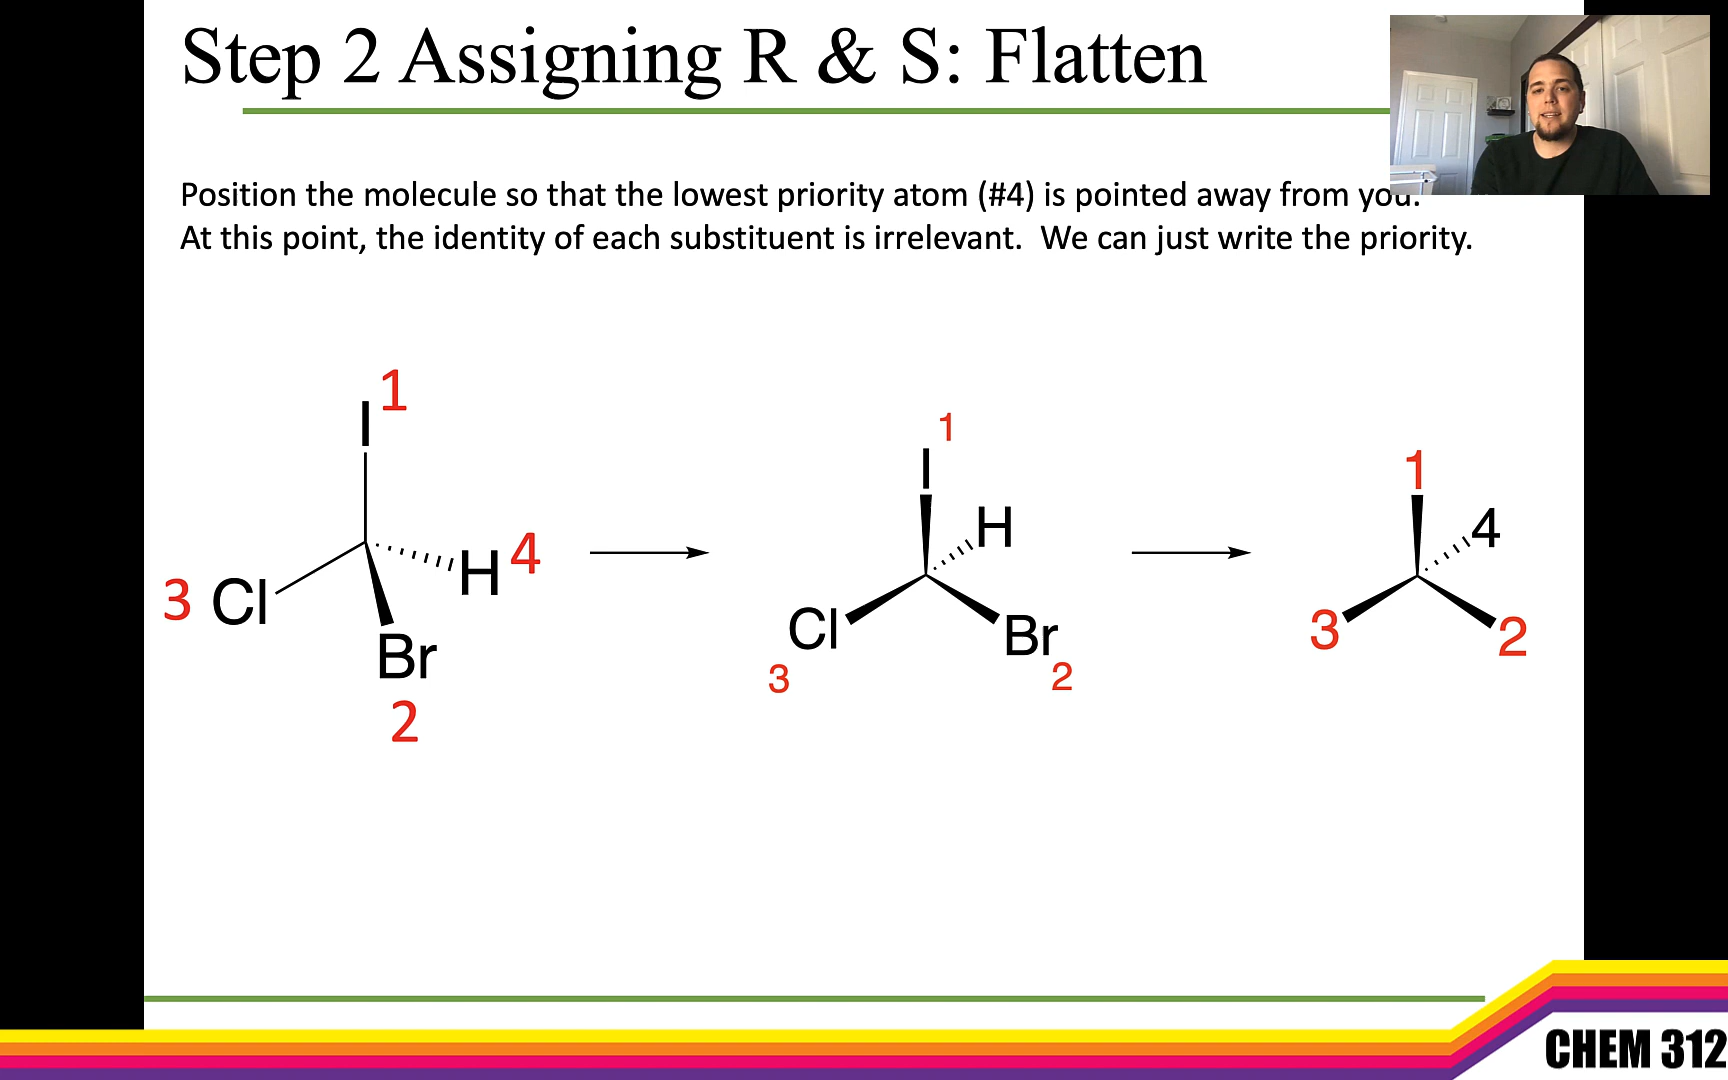 Step 2 Assigning R & S: Flatten
Position the molecule so that the lowest priority atom (#4) is pointed away from you.
At this point, the identity of each substituent is irrelevant.  We can just write the priority.
1
I
H 4
3 Cl
Br
2
1
I
H
Cl
Br
3
2
1
4
3
2
CHEM 312